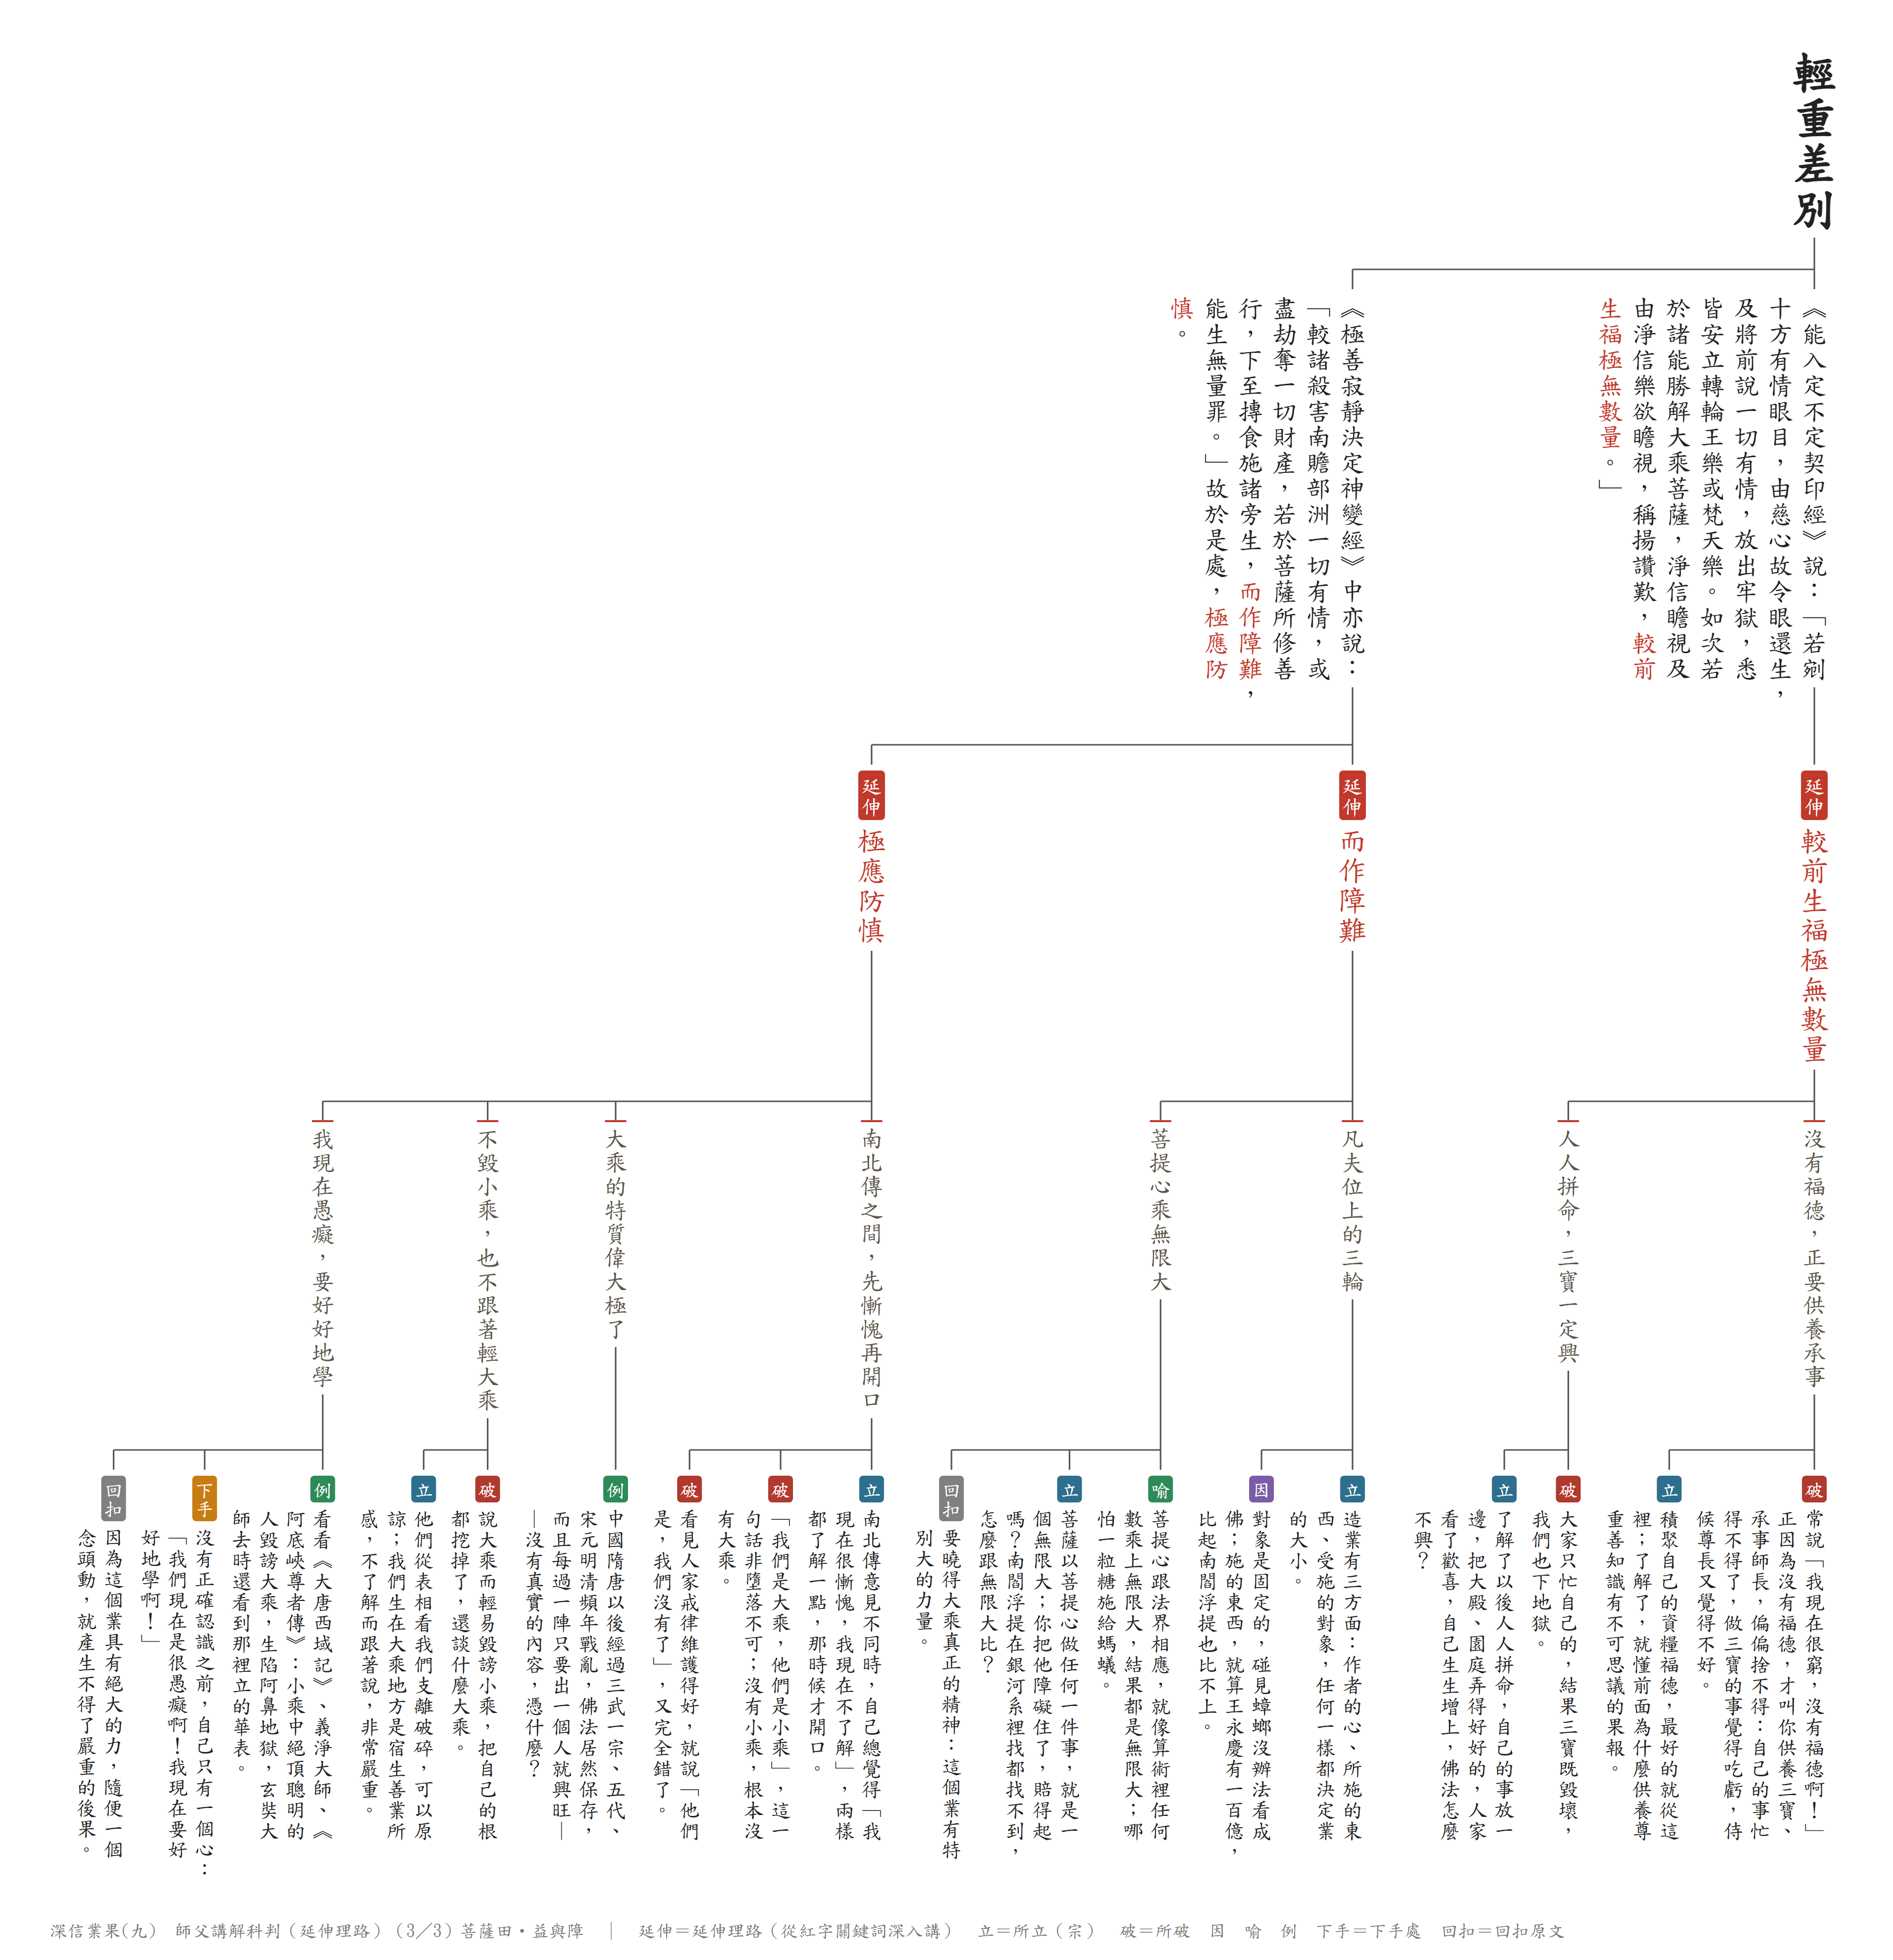 輕重差別
《能入定不定契印經》說：「若剜
十方有情眼目，由慈心故令眼還生，
及將前說一切有情，放出牢獄，悉
皆安立轉輪王樂或梵天樂。如次若
於諸能勝解大乘菩薩，淨信瞻視及
由淨信樂欲瞻視，稱揚讚歎，較前
生福極無數量。」
《極善寂靜決定神變經》中亦說：
「較諸殺害南贍部洲一切有情，或
盡劫奪一切財產，若於菩薩所修善
行，下至摶食施諸旁生，而作障難，
能生無量罪。」故於是處，極應防
慎。
延伸
較前生福極無數量
延伸
而作障難
延伸
極應防慎
沒有福德，正要供養承事
人人拼命，三寶一定興
凡夫位上的三輪
菩提心乘無限大
南北傳之間，先慚愧再開口
大乘的特質偉大極了
不毀小乘，也不跟著輕大乘
我現在愚癡，要好好地學
破
常說「我現在很窮，沒有福德啊！」
正因為沒有福德，才叫你供養三寶、
承事師長，偏偏捨不得：自己的事忙
得不得了，做三寶的事覺得吃虧，侍
候尊長又覺得不好。
立
積聚自己的資糧福德，最好的就從這
裡；了解了，就懂前面為什麼供養尊
重善知識有不可思議的果報。
破
大家只忙自己的，結果三寶既毀壞，
我們也下地獄。
立
了解了以後人人拼命，自己的事放一
邊，把大殿、園庭弄得好好的，人家
看了歡喜，自己生生增上，佛法怎麼
不興？
立
造業有三方面：作者的心、所施的東
西、受施的對象，任何一樣都決定業
的大小。
因
對象是固定的，碰見蟑螂沒辦法看成
佛；施的東西，就算王永慶有一百億，
比起南閻浮提也比不上。
喻
菩提心跟法界相應，就像算術裡任何
數乘上無限大，結果都是無限大；哪
怕一粒糖施給螞蟻。
立
菩薩以菩提心做任何一件事，就是一
個無限大；你把他障礙住了，賠得起
嗎？南閻浮提在銀河系裡找都找不到，
怎麼跟無限大比？
回扣
要曉得大乘真正的精神：這個業有特
別大的力量。
立
南北傳意見不同時，自己總覺得「我
現在很慚愧，我現在不了解」，兩樣
都了解一點，那時候才開口。
破
「我們是大乘，他們是小乘」，這一
句話非墮落不可；沒有小乘，根本沒
有大乘。
破
看見人家戒律維護得好，就說「他們
是，我們沒有了」，又完全錯了。
例
中國隋唐以後經過三武一宗、五代、
宋元明清頻年戰亂，佛法居然保存，
而且每過一陣只要出一個人就興旺—
—沒有真實的內容，憑什麼？
破
說大乘而輕易毀謗小乘，把自己的根
都挖掉了，還談什麼大乘。
立
他們從表相看我們支離破碎，可以原
諒；我們生在大乘地方是宿生善業所
感，不了解而跟著說，非常嚴重。
例
看看《大唐西域記》、義淨大師、《
阿底峽尊者傳》：小乘中絕頂聰明的
人毀謗大乘，生陷阿鼻地獄，玄奘大
師去時還看到那裡立的華表。
下手
沒有正確認識之前，自己只有一個心：
「我們現在是很愚癡啊！我現在要好
好地學啊！」
回扣
因為這個業具有絕大的力，隨便一個
念頭動，就產生不得了嚴重的後果。
深信業果(九)　師父講解科判（延伸理路）（3／3）菩薩田・益與障　｜　延伸＝延伸理路（從紅字關鍵詞深入講）　立＝所立（宗）　破＝所破　因　喻　例　下手＝下手處　回扣＝回扣原文